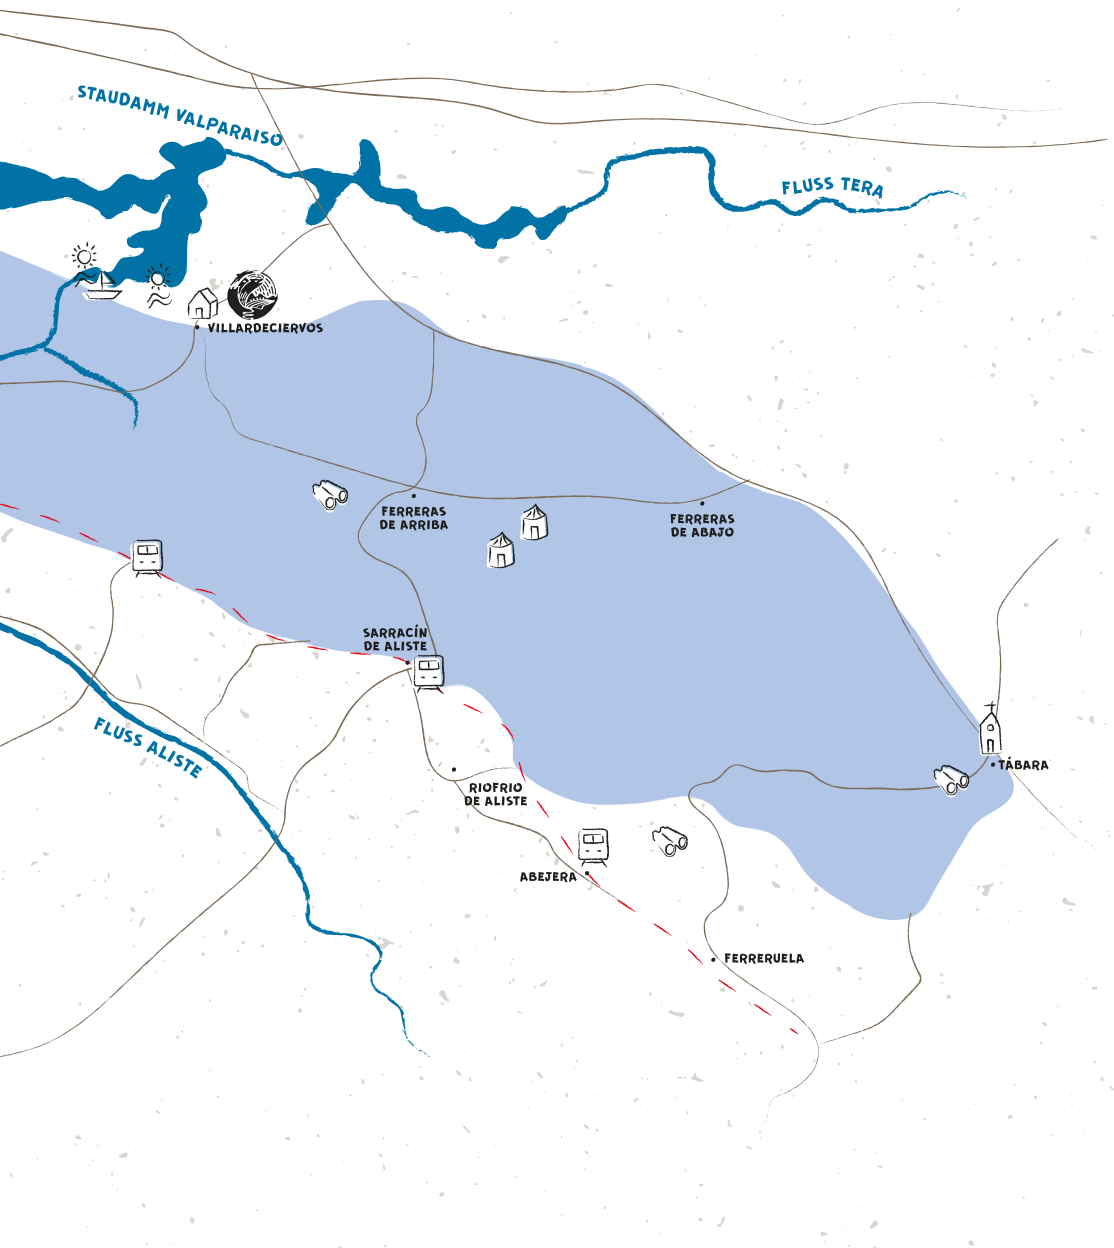 STAUDAMM VALPARAISO
FLUSS TERA
VILLARDECIERVOS
FERRERAS
DE ARRIBA
FERRERAS
DE ABAJO
SARRACÍN
DE ALISTE
FLUSS ALISTE
TÁBARA
RIOFRIO
DE ALISTE
ABEJERA
FERRERUELA